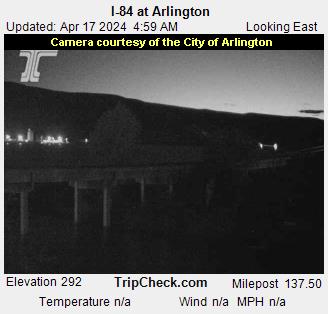 I-84 at Arlington
Updated: Apr 17 2024 4:59 AM Looking East
Camera courtesy of the City of Arlington
Elevation 292 TripCheck.com Milepost 137.50
Temperature n/a Wind n/a MPH n/a